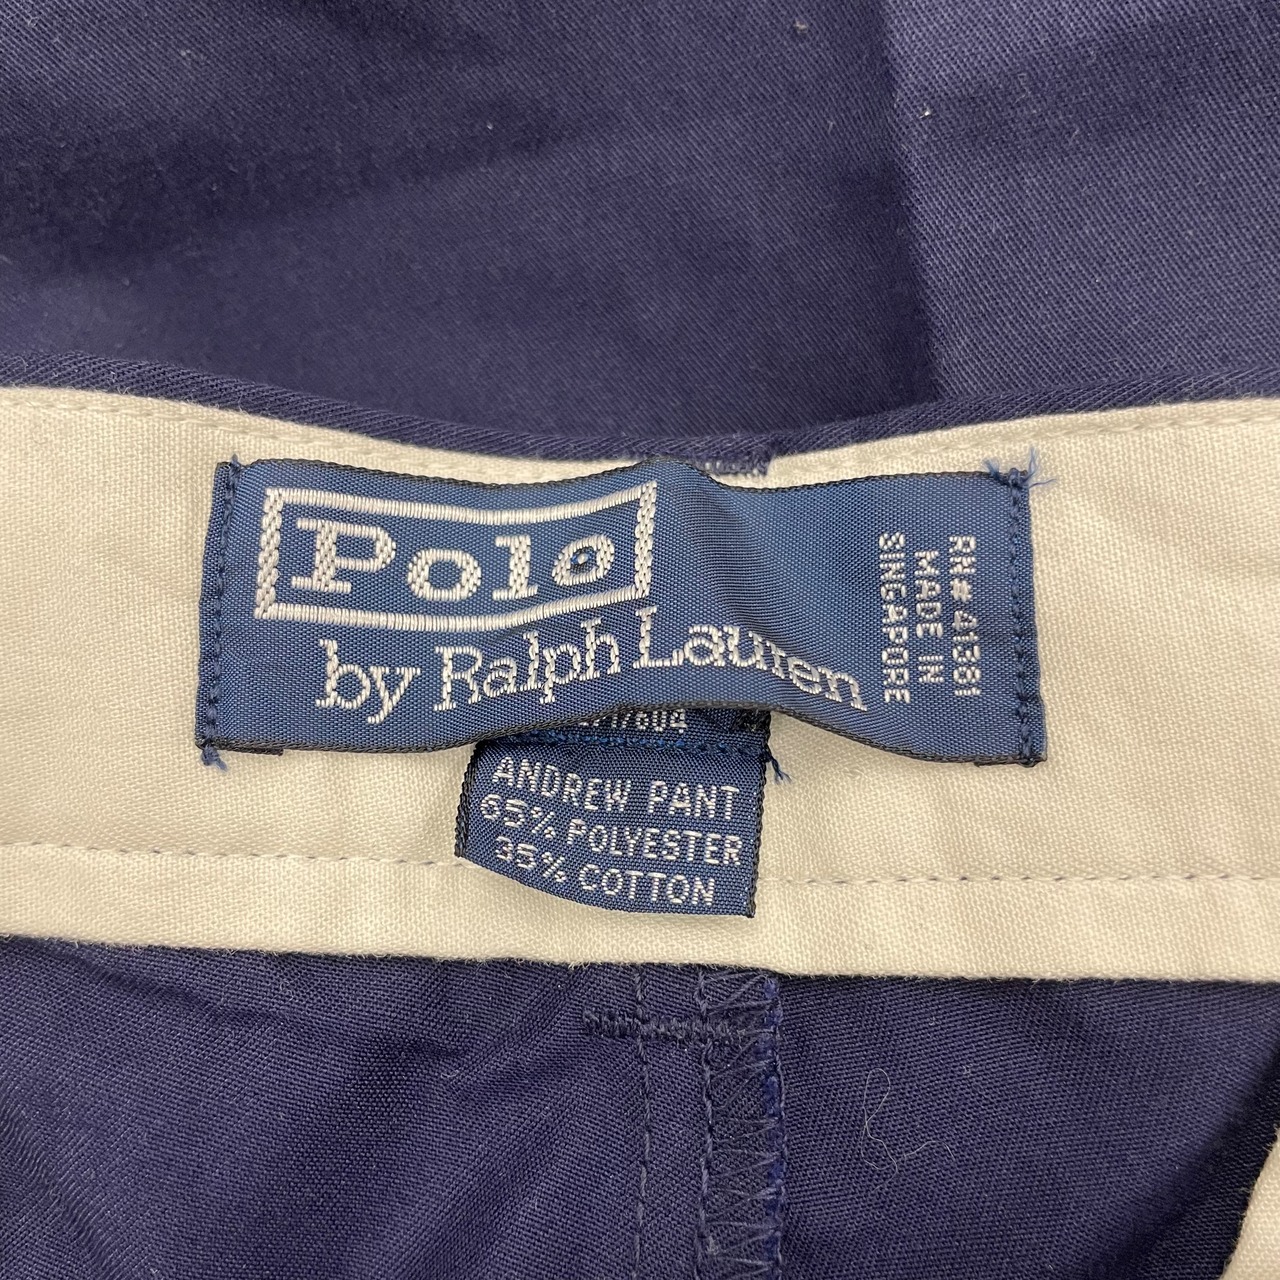 Polo
by Ralph Lauren
RN# 41381
MADE IN
SINGAPORE
ANDREW PANT
65% POLYESTER
35% COTTON